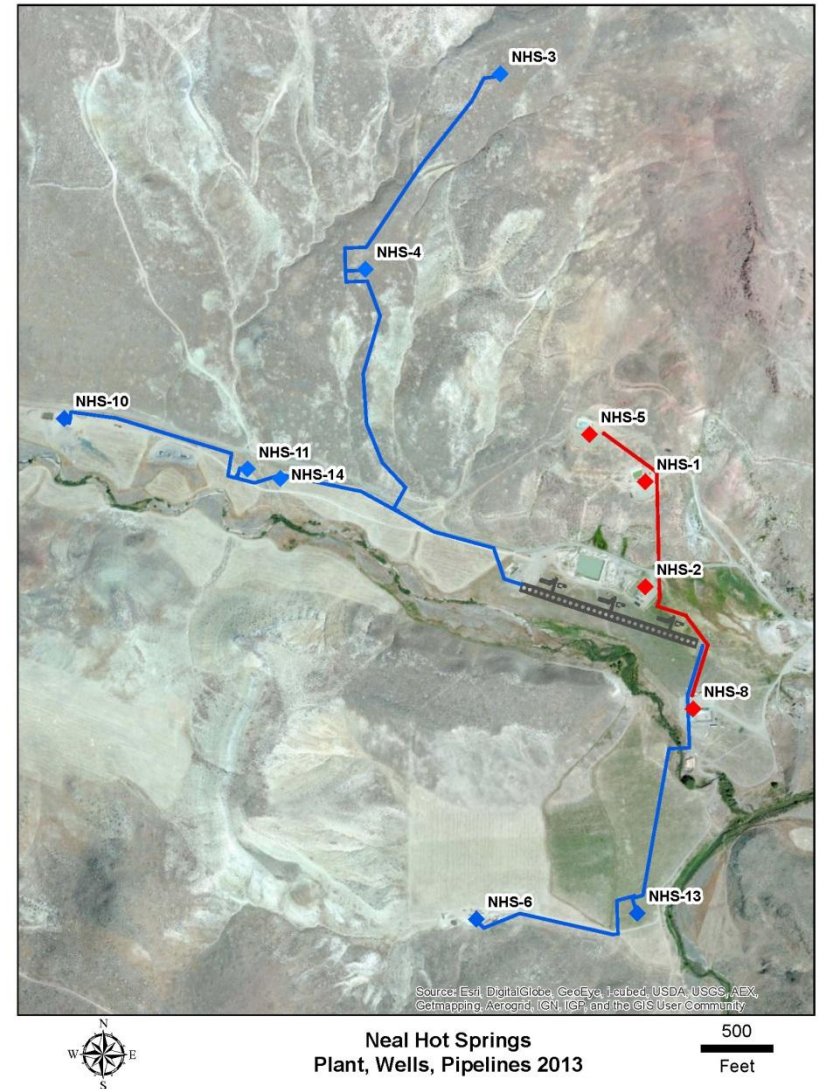 NHS-3
NHS-4
NHS-10
NHS-5
NHS-11
NHS-14
NHS-1
NHS-2
NHS-8
NHS-6
NHS-13
Source: Esri, DigitalGlobe, GeoEye, i-cubed, USDA, USGS, AEX,
Getmapping, Aerogrid, IGN, IGP, and the GIS User Community
N
W E
S
Neal Hot Springs
Plant, Wells, Pipelines 2013
500
Feet